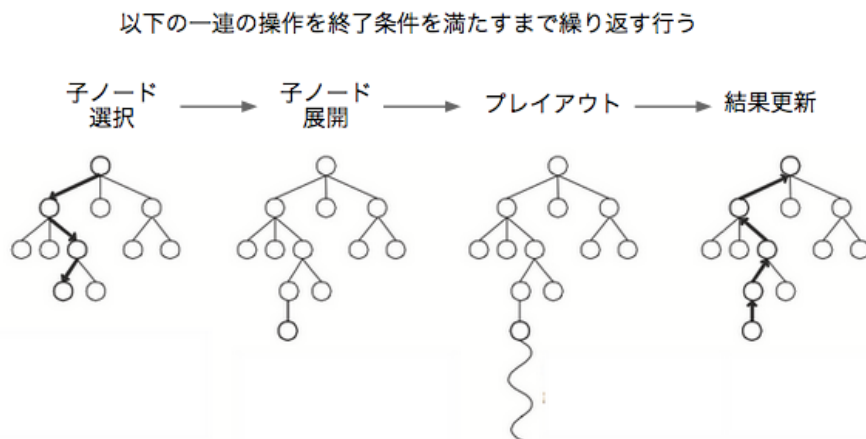 以下の一連の操作を終了条件を満たすまで繰り返す行う
子ノード
選択
子ノード
展開
プレイアウト
結果更新